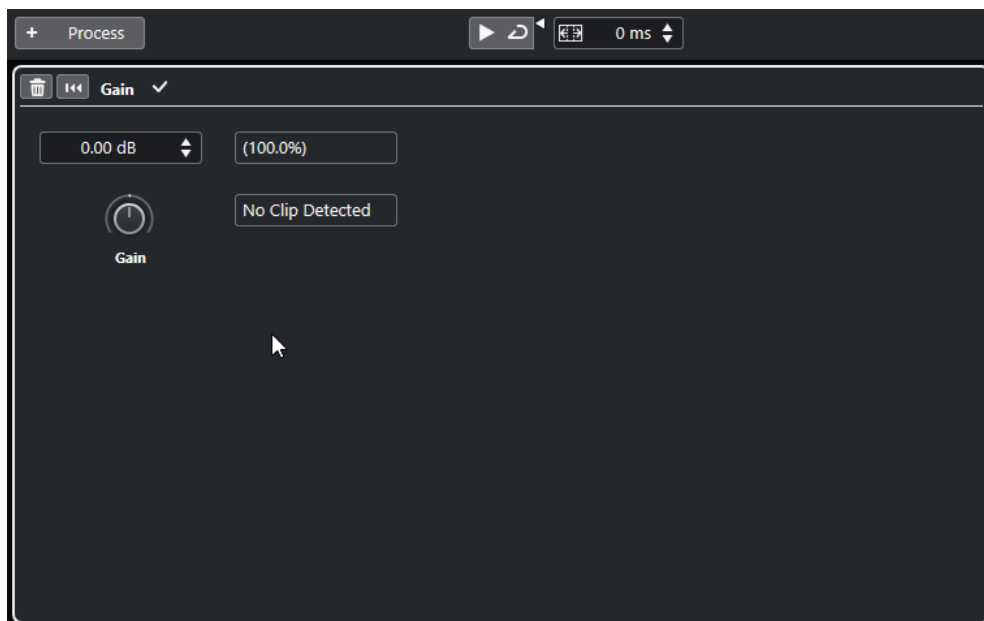 + Process
0 ms
Gain
0.00 dB
(100.0%)
No Clip Detected
Gain